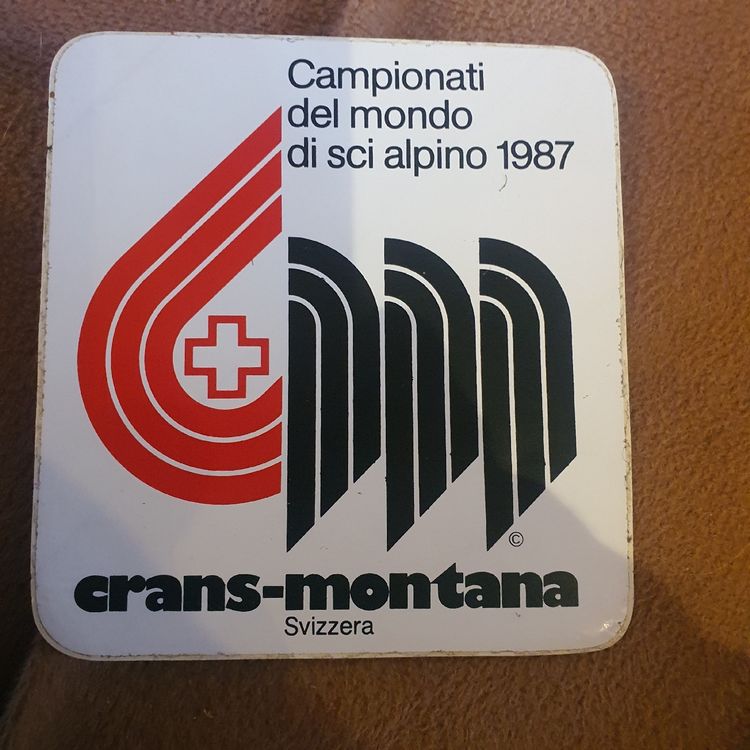 Campionati
del mondo
di sci alpino 1987
©
crans-montana
Svizzera